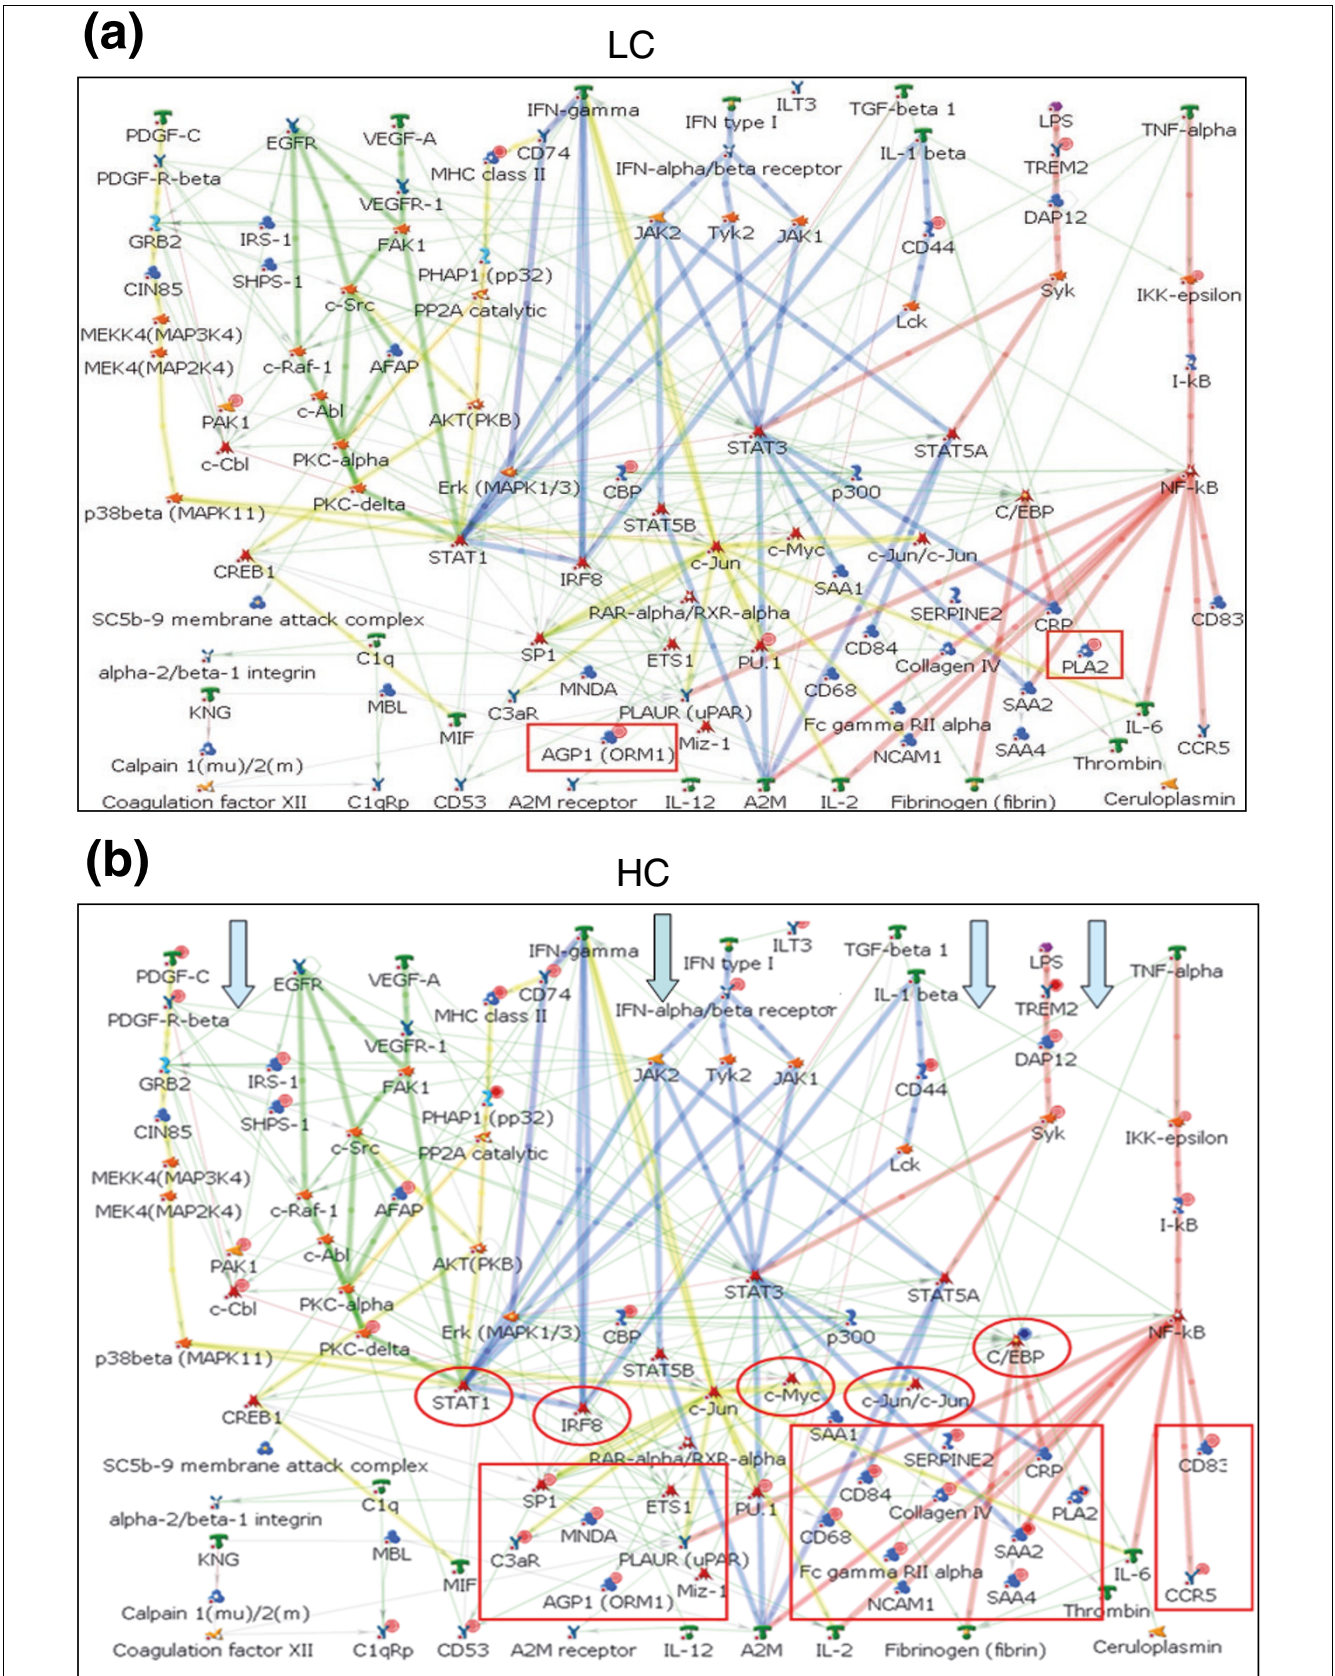 (a)
LC
IFN-gamma
ILT3
TGF-beta 1
PDGF-C
EGFR
VEGF-A
CD74
IFN type I
IL-1 beta
LPS
TNF-alpha
PDGF-R-beta
MHC class II
IFN-alpha/beta receptor
TREM2
VEGFR-1
GRB2
IRS-1
FAK1
JAK2
Tyk2
JAK1
CD44
DAP12
CIN85
SHPS-1
PHAP1 (pp32)
c-Src
PP2A catalytic
Lck
Syk
IKK-epsilon
MEKK4(MAP3K4)
MEK4(MAP2K4)
c-Raf-1
AFAP
I-kB
PAK1
c-Abl
AKT(PKB)
c-Cbl
PKC-alpha
STAT3
STAT5A
p38beta (MAPK11)
PKC-delta
Erk (MAPK1/3)
CBP
p300
C/EBP
NF-kB
STAT5B
CREB1
STAT1
IRF8
c-Jun
c-Myc
c-Jun/c-Jun
SAA1
SC5b-9 membrane attack complex
RAR-alpha/RXR-alpha
SERPINE2
CRP
CD83
alpha-2/beta-1 integrin
C1q
SP1
ETS1
PU.1
CD84
Collagen IV
PLA2
KNG
MBL
MNDA
CD68
C3aR
PLAUR (uPAR)
SAA2
MIF
Miz-1
Fc gamma RII alpha
IL-6
Calpain 1(mu)/2(m)
AGP1 (ORM1)
NCAM1
SAA4
Thrombin
CCR5
Coagulation factor XII
C1qRp
CD53
A2M receptor
IL-12
A2M
IL-2
Fibrinogen (fibrin)
Ceruloplasmin
(b)
HC
IFN-gamma
ILT3
TGF-beta 1
PDGF-C
EGFR
VEGF-A
CD74
IFN type I
IL-1 beta
LPS
TNF-alpha
PDGF-R-beta
MHC class II
IFN-alpha/beta receptor
TREM2
VEGFR-1
GRB2
IRS-1
FAK1
JAK2
Tyk2
JAK1
CD44
DAP12
CIN85
SHPS-1
PHAP1 (pp32)
c-Src
PP2A catalytic
Lck
Syk
IKK-epsilon
MEKK4(MAP3K4)
MEK4(MAP2K4)
c-Raf-1
AFAP
I-kB
PAK1
c-Abl
AKT(PKB)
c-Cbl
PKC-alpha
STAT3
STAT5A
p38beta (MAPK11)
PKC-delta
Erk (MAPK1/3)
CBP
p300
C/EBP
NF-kB
STAT5B
CREB1
STAT1
IRF8
c-Jun
c-Myc
c-Jun/c-Jun
SAA1
SC5b-9 membrane attack complex
RAR-alpha/RXR-alpha
SERPINE2
CRP
CD83
alpha-2/beta-1 integrin
C1q
SP1
ETS1
PU.1
CD84
Collagen IV
PLA2
KNG
MBL
MNDA
CD68
C3aR
PLAUR (uPAR)
SAA2
MIF
Miz-1
Fc gamma RII alpha
IL-6
Calpain 1(mu)/2(m)
AGP1 (ORM1)
NCAM1
SAA4
Thrombin
CCR5
Coagulation factor XII
C1qRp
CD53
A2M receptor
IL-12
A2M
IL-2
Fibrinogen (fibrin)
Ceruloplasmin